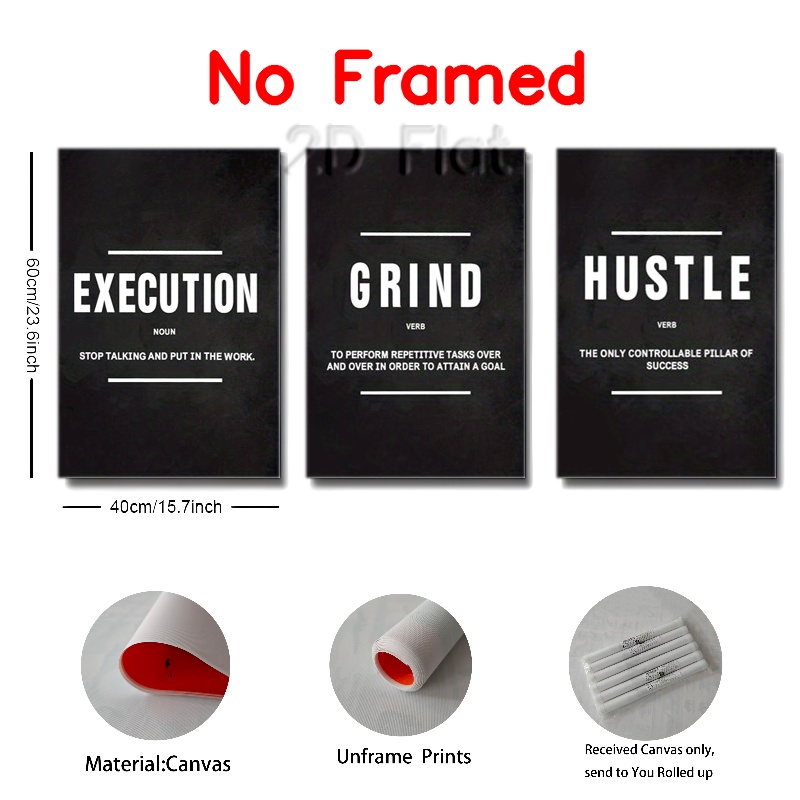 No Framed
2D Flat
60cm/23.6inch
EXECUTION
NOUN
STOP TALKING AND PUT IN THE WORK.
GRIND
VERB
TO PERFORM REPETITIVE TASKS OVER
AND OVER IN ORDER TO ATTAIN A GOAL
HUSTLE
VERB
THE ONLY CONTROLLABLE PILLAR OF
SUCCESS
40cm/15.7inch
Material:Canvas
Unframe Prints
Received Canvas only,
send to You Rolled up